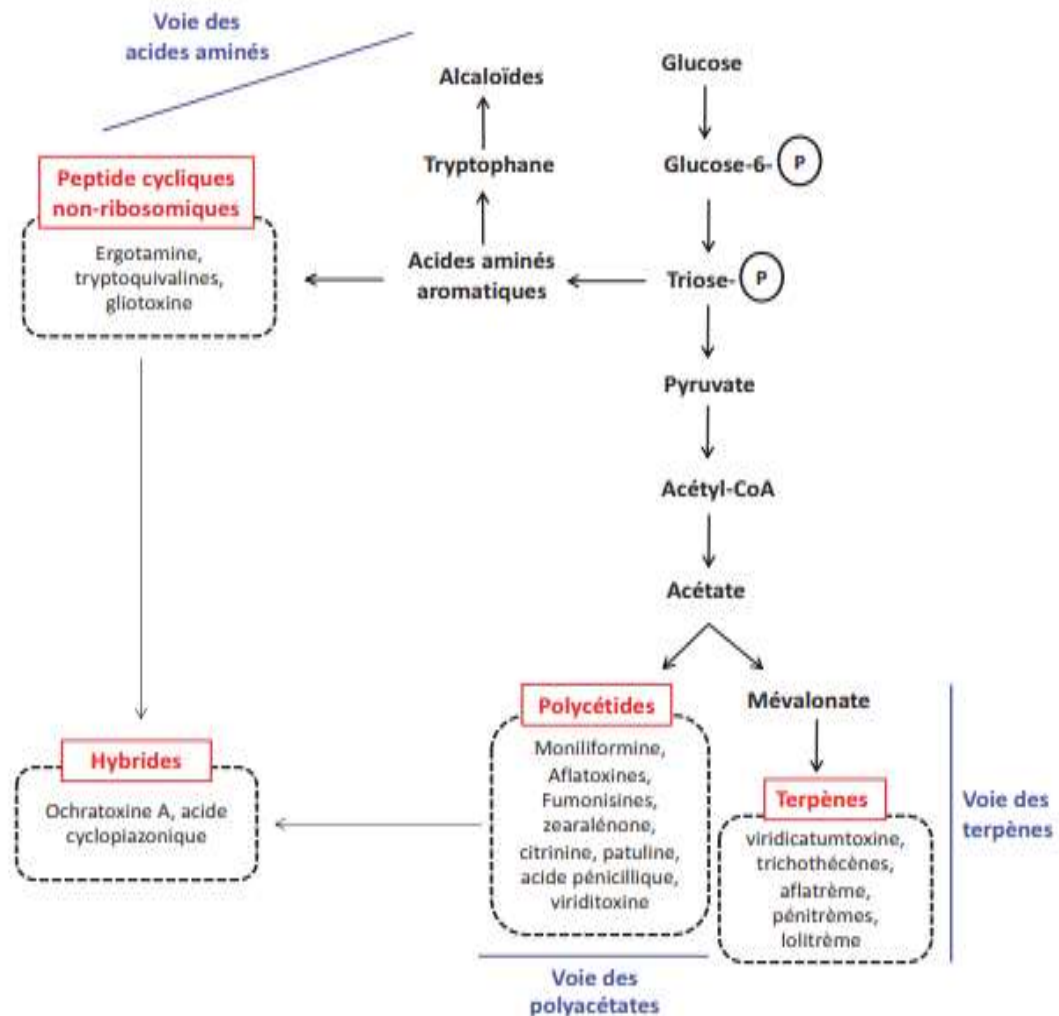 Voie des
acides aminés
Alcaloïdes
Glucose
Tryptophane
Glucose-6- P
Peptide cycliques
non-ribosomiques
Ergotamine,
tryptoquivalines,
gliotoxine
Acides aminés
aromatiques
Triose- P
Pyruvate
Acétyl-CoA
Acétate
Polycétides
Moniliformine,
Aflatoxines,
Fumonisines,
zearalénone,
citrinine, patuline,
acide pénicillique,
viriditoxine
Mévalonate
Hybrides
Ochratoxine A, acide
cyclopiazonique
Terpènes
viridicatumtoxine,
trichothécènes,
aflatrème,
pénitrèmes,
lolitrème
Voie des
terpènes
Voie des
polyacétates